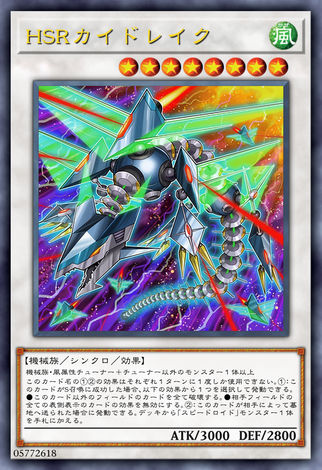 HSRカイドレイク
風
【機械族／シンクロ／効果】
機械族・風属性チューナー＋チューナー以外のモンスター１体以上
このカード名の①②の効果はそれぞれ１ターンに１度しか使用できない。①：こ
のカードがS召喚に成功した場合、以下の効果から１つを選択して発動できる。
●このカード以外のフィールドのカードを全て破壊する。●相手フィールドの
全ての表側表示のカードの効果を無効にする。②：このカードが相手によって墓
地へ送られた場合に発動できる。デッキから「スピードロイド」モンスター１体
を手札に加える。
ATK/3000 DEF/2800
05772618